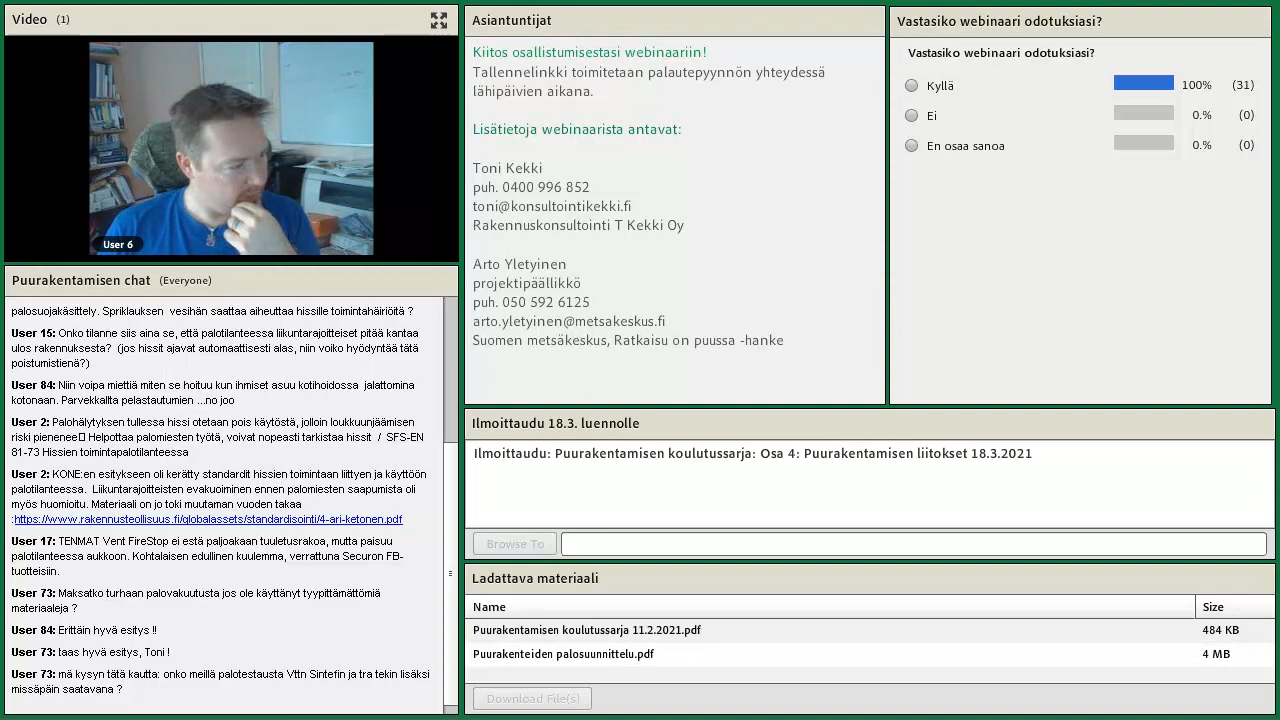 Video (1)
User 6
Puurakentamisen chat (Everyone)
palosuojakäsittely. Spriklauksen vesihän saattaa aiheuttaa hissille toimintahäiriöitä ?
User 15: Onko tilanne siis aina se, että palotilanteessa liikuntarajoitteiset pitää kantaa
ulos rakennuksesta? (jos hissit ajavat automaattisesti alas, niin voiko hyödyntää tätä
poistumistienä?)
User 84: Niin voipa miettiä miten se hoituu kun ihmiset asuu kotihoidossa jalattomina
kotonaan. Parvekkallta pelastautumien ...no joo
User 2: Palohälytyksen tullessa hissi otetaan pois käytöstä, jolloin loukkuunjäämisen
riski pienenee Helpottaa palomiesten työtä, voivat nopeasti tarkistaa hissit / SFS-EN
81-73 Hissien toimintapalotilanteessa
User 2: KONE:en esitykseen oli kerätty standardit hissien toimintaan liittyen ja käyttöön
palotilanteessa. Liikuntarajoitteisten evakuoiminen ennen palomiesten saapumista oli
myös huomioitu. Materiaali on jo toki muutaman vuoden takaa
:https://www.rakennusteollisuus.fi/globalassets/standardisointi/4-ari-ketonen.pdf
User 17: TENMAT Vent FireStop ei estä paljoakaan tuuletusrakoa, mutta paisuu
palotilanteessa aukkoon. Kohtalaisen edullinen kuulemma, verrattuna Securon FB-
tuotteisiin.
User 73: Maksatko turhaan palovakuutusta jos ole käyttänyt tyypittämättömiä
materiaaleja ?
User 84: Erittäin hyvä esitys !!
User 73: taas hyvä esitys, Toni !
User 73: mä kysyn tätä kautta: onko meillä palotestausta Vttn Sintefin ja tra tekin lisäksi
missäpäin saatavana ?
Asiantuntijat
Kiitos osallistumisestasi webinaariin!
Tallennelinkki toimitetaan palautepyynnön yhteydessä
lähipäivien aikana.
Lisätietoja webinaarista antavat:
Toni Kekki
puh. 0400 996 852
toni@konsultointikekki.fi
Rakennuskonsultointi T Kekki Oy
Arto Yletyinen
projektipäällikkö
puh. 050 592 6125
arto.yletyinen@metsakeskus.fi
Suomen metsäkeskus, Ratkaisu on puussa -hanke
Vastasiko webinaari odotuksiasi?
Vastasiko webinaari odotuksiasi?
Kyllä 100% (31)
Ei 0.% (0)
En osaa sanoa 0.% (0)
Ilmoittaudu 18.3. luennolle
Ilmoittaudu: Puurakentamisen koulutussarja: Osa 4: Puurakentamisen liitokset 18.3.2021
Browse To
Ladattava materiaali
Name Size
Puurakentamisen koulutussarja 11.2.2021.pdf 484 KB
Puurakenteiden palosuunnittelu.pdf 4 MB
Download File(s)